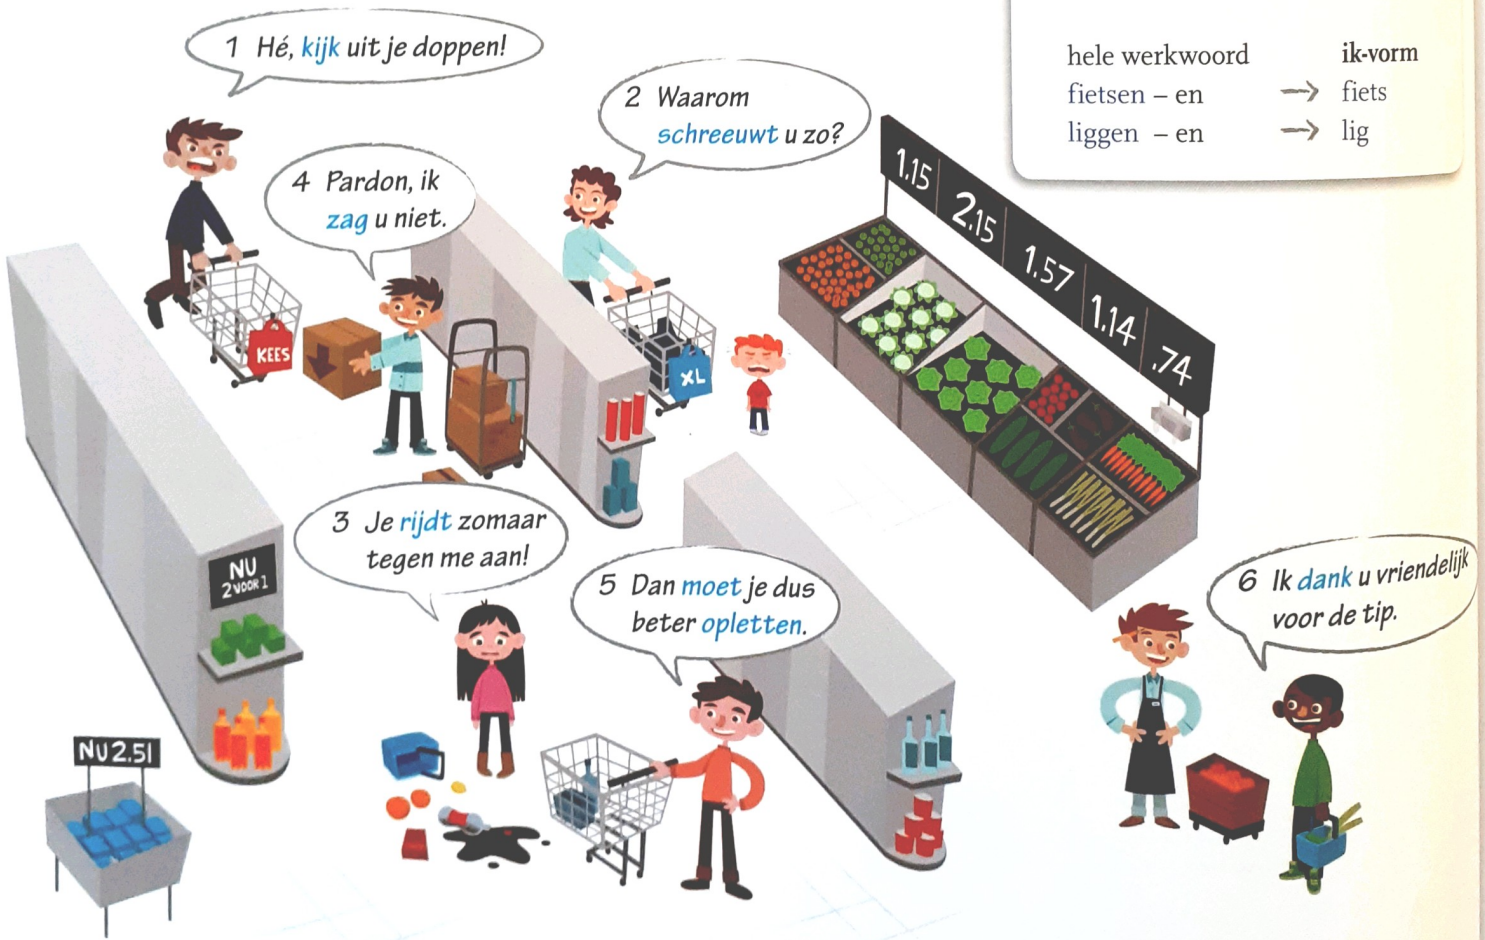 1 Hé, kijk uit je doppen!
2 Waarom
schreeuwt u zo?
4 Pardon, ik
zag u niet.
3 Je rijdt zomaar
tegen me aan!
5 Dan moet je dus
beter opletten.
6 Ik dank u vriendelijk
voor de tip.
hele werkwoord ik-vorm
fietsen – en → fiets
liggen – en → lig
1.15 2.15 1.57 1.14 .74
KEES
XL
NU
2 VOOR 1
NU 2.51